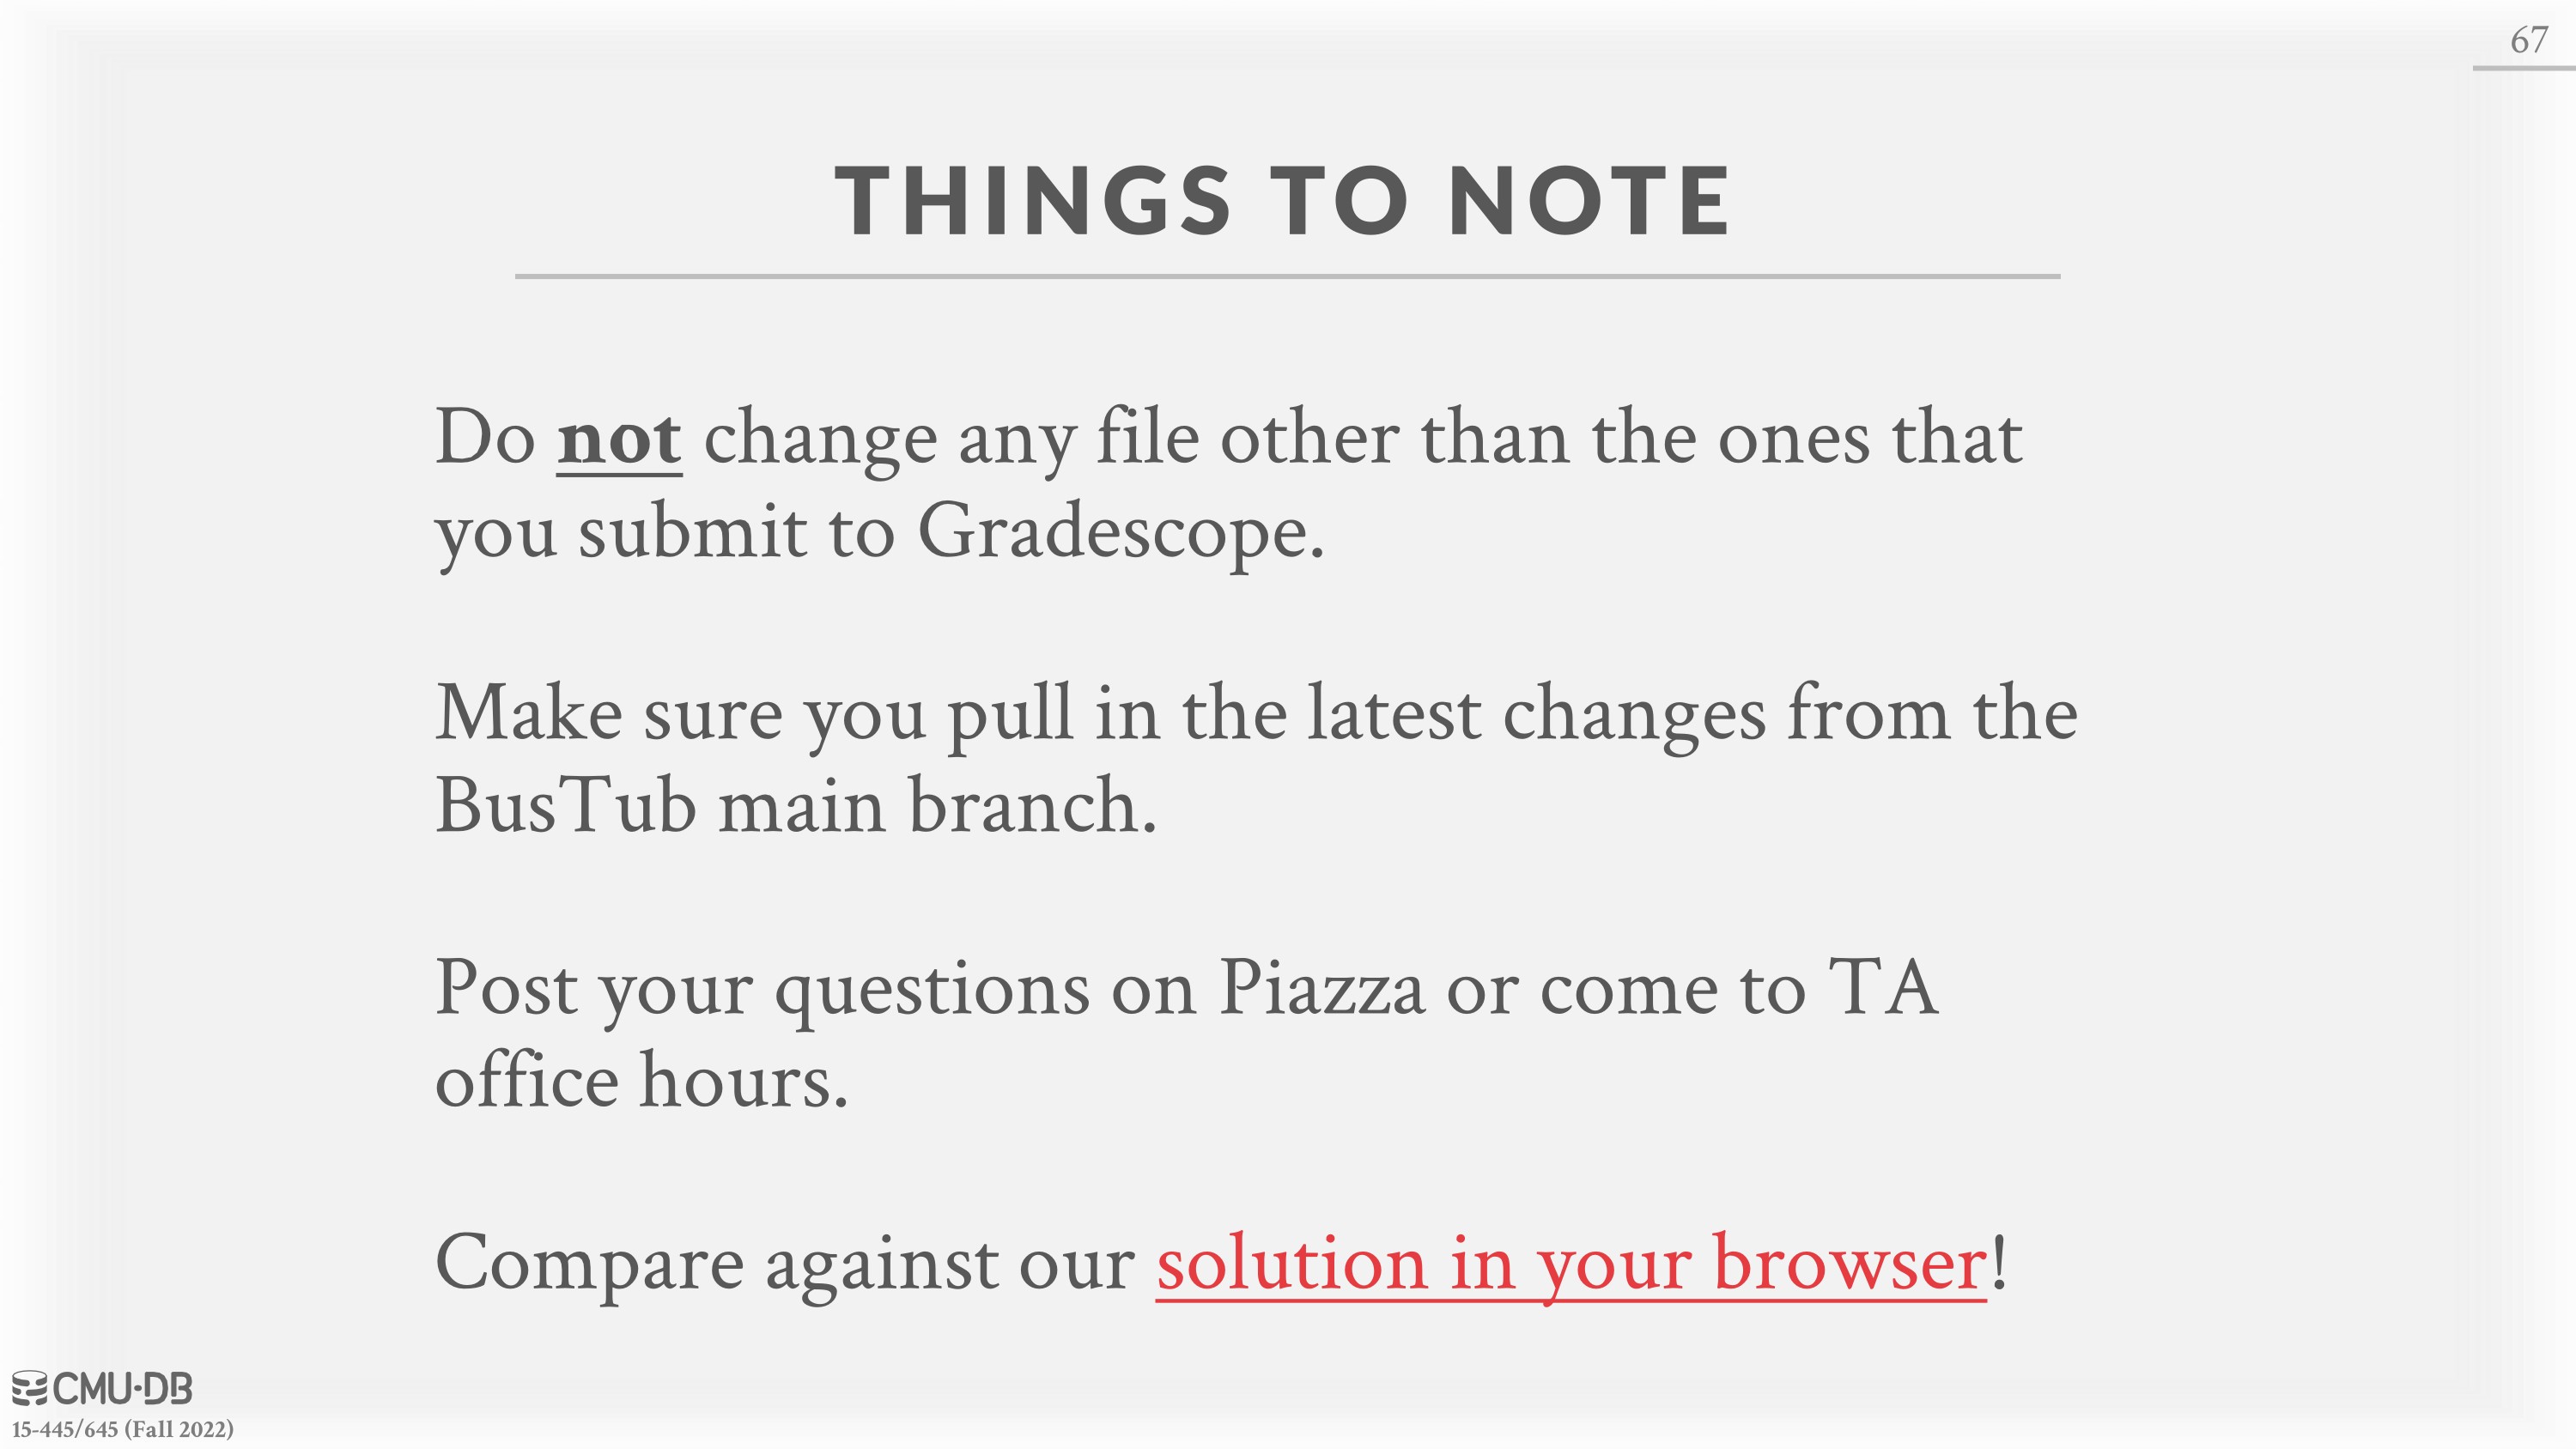 67
THINGS TO NOTE
Do not change any file other than the ones that
you submit to Gradescope.
Make sure you pull in the latest changes from the
BusTub main branch.
Post your questions on Piazza or come to TA
office hours.
Compare against our solution in your browser!
CMU·DB
15-445/645 (Fall 2022)